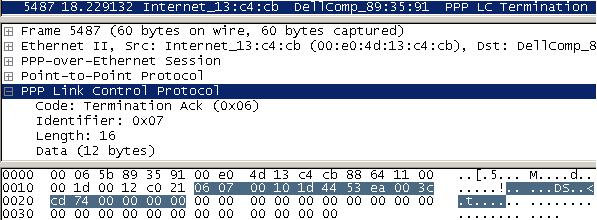 5487 18.229132 Internet_13:c4:cb DellComp_89:35:91 PPP LC Termination
Frame 5487 (60 bytes on wire, 60 bytes captured)
Ethernet II, Src: Internet_13:c4:cb (00:e0:4d:13:c4:cb), Dst: DellComp_8
PPP-over-Ethernet Session
Point-to-Point Protocol
PPP Link Control Protocol
Code: Termination Ack (0x06)
Identifier: 0x07
Length: 16
Data (12 bytes)
0000 00 06 5b 89 35 91 00 e0 4d 13 c4 cb 88 64 11 00 ..[.5... M....d..
0010 00 1d 00 12 c0 21 06 07 00 10 1d 44 53 ea 00 3c .....!.. ...DS..<
0020 cd 74 00 00 00 00 00 00 00 00 00 00 00 00 00 00 .t...... ........
0030 00 00 00 00 00 00 00 00 00 00 00 00 ........ ....